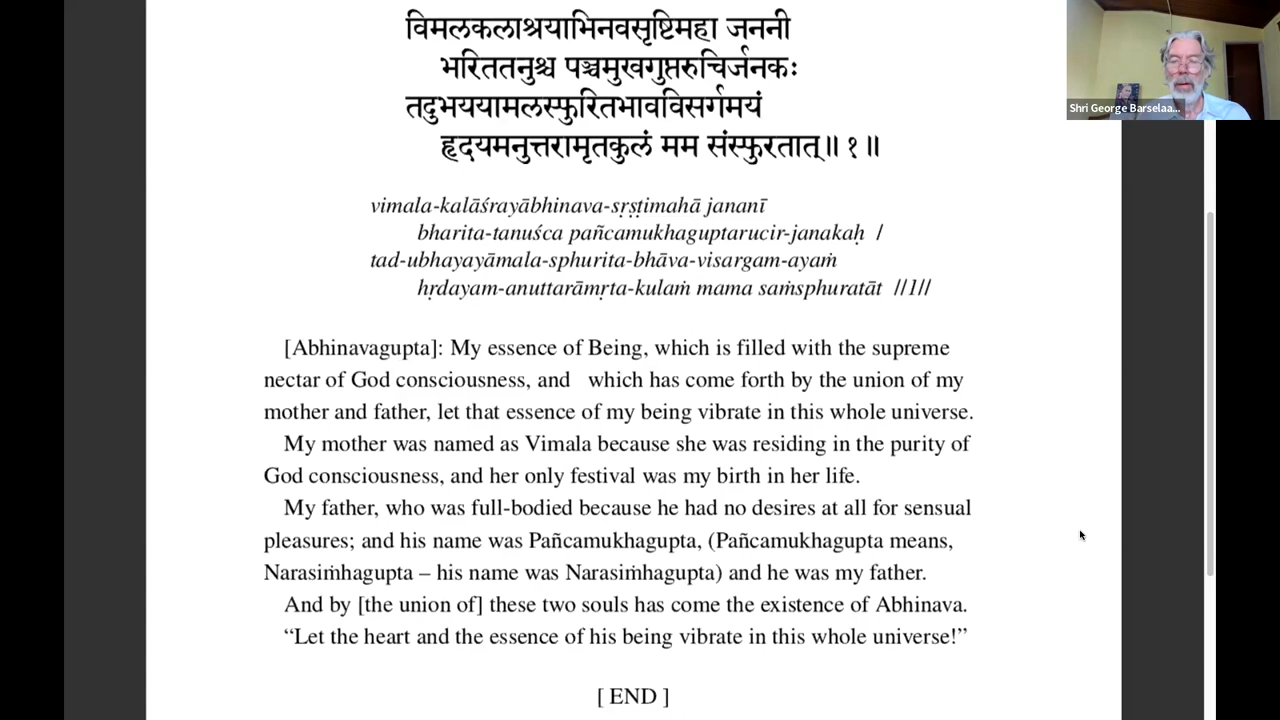 विमलकलाश्रयाभिनवसृष्टिमहा जननी
भरिततनुश्च पञ्चमुखगुप्तरुचिर्जनकः
तदुभययामलस्फुरितभावविसर्गमयं
हृदयमनुत्तरामृतकुलं मम संस्फुरतात्॥ १॥
Shri George Barselaa...
vimala-kalāśrayābhinava-sṛṣṭimahā jananī
bharita-tanuśca pañcamukhaguptarucir-janakaḥ /
tad-ubhayayāmala-sphurita-bhāva-visargam-ayaṁ
hṛdayam-anuttarāmṛta-kulaṁ mama saṁsphuratāt //1//
[Abhinavagupta]: My essence of Being, which is filled with the supreme
nectar of God consciousness, and which has come forth by the union of my
mother and father, let that essence of my being vibrate in this whole universe.
My mother was named as Vimala because she was residing in the purity of
God consciousness, and her only festival was my birth in her life.
My father, who was full-bodied because he had no desires at all for sensual
pleasures; and his name was Pañcamukhagupta, (Pañcamukhagupta means,
Narasiṁhagupta – his name was Narasiṁhagupta) and he was my father.
And by [the union of] these two souls has come the existence of Abhinava.
“Let the heart and the essence of his being vibrate in this whole universe!”
[ END ]